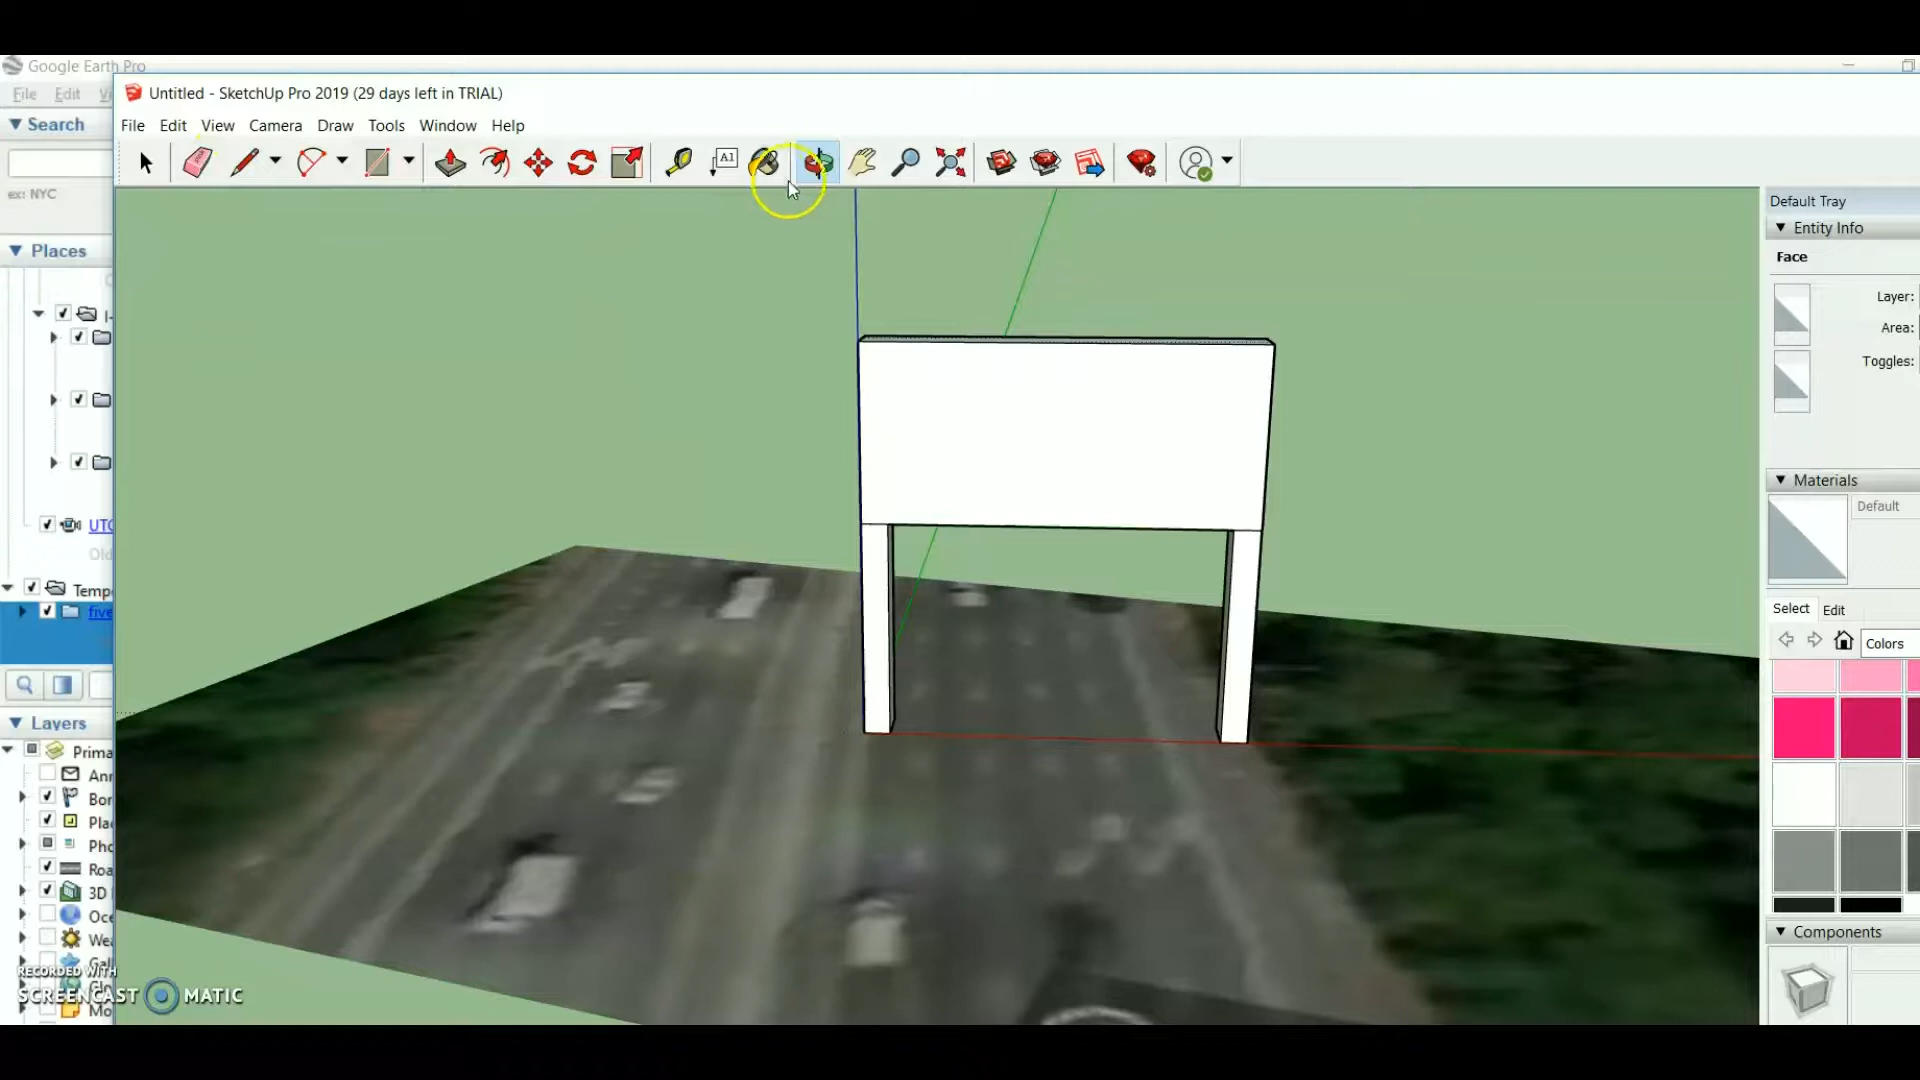 Google Earth Pro
File Edit
Untitled - SketchUp Pro 2019 (29 days left in TRIAL)
File Edit View Camera Draw Tools Window Help
Search
ex: NYC
Places
UTC
Default Tray
Entity Info
Face
Layer:
Area:
Toggles:
Materials
Default
Select Edit
Colors
Components
Layers
RECORDED WITH
SCREENCAST MATIC